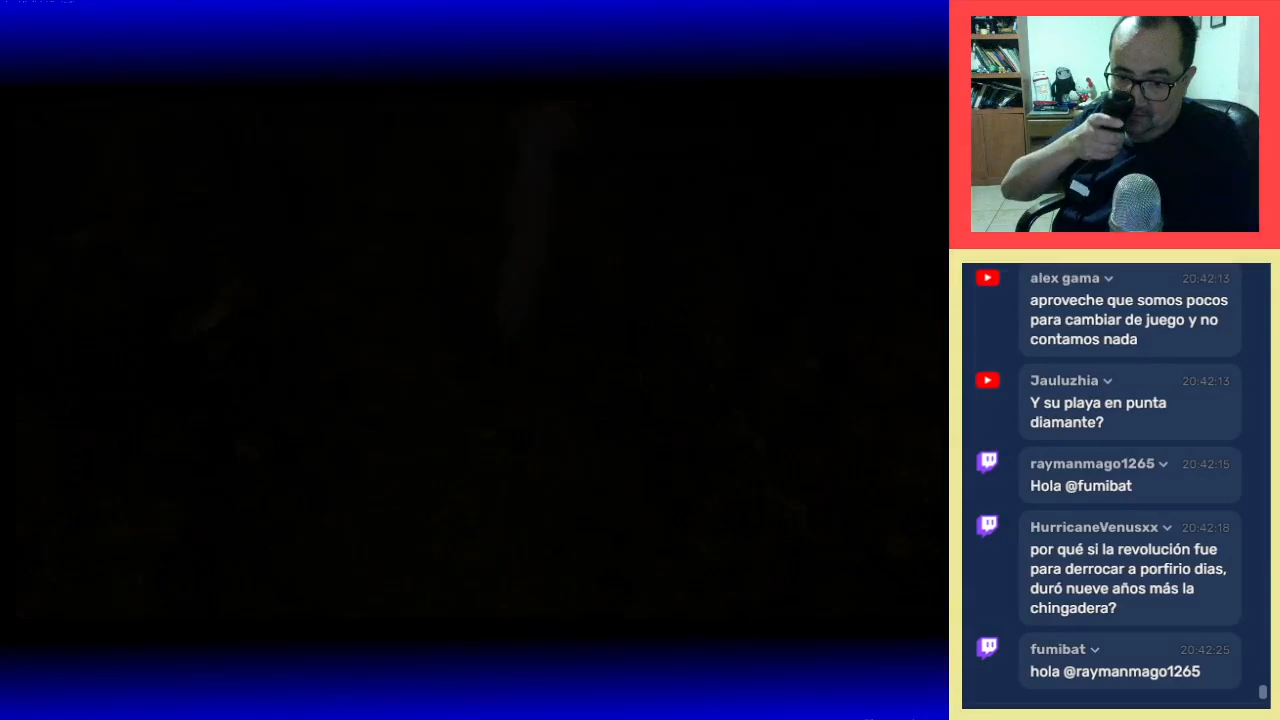 alex gama
20:42:13
aproveche que somos pocos
para cambiar de juego y no
contamos nada
Jauluzhia
20:42:13
Y su playa en punta
diamante?
raymanmago1265
20:42:15
Hola @fumibat
HurricaneVenusxx
20:42:18
por qué si la revolución fue
para derrocar a porfirio dias,
duró nueve años más la
chingadera?
fumibat
20:42:25
hola @raymanmago1265